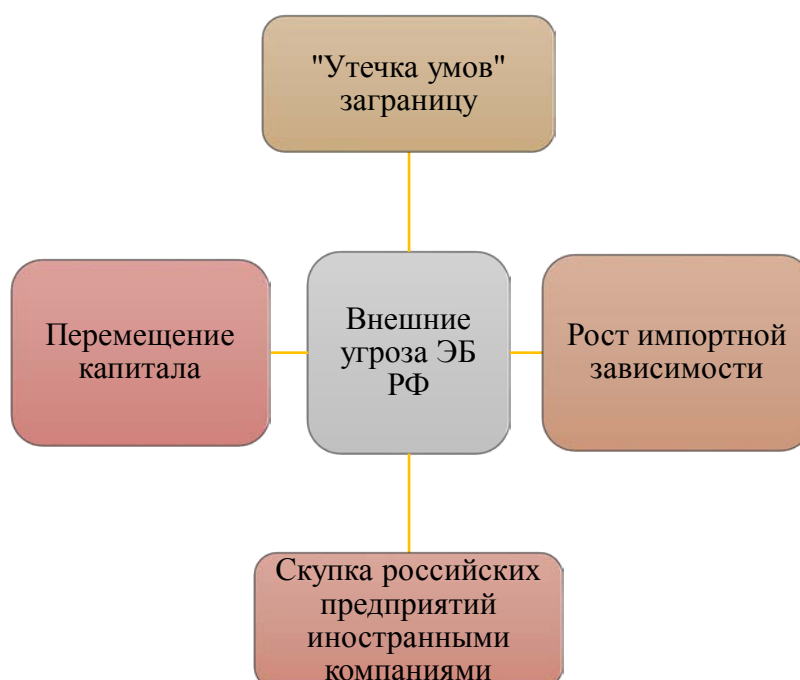 "Утечка умов"
заграницу
Перемещение
капитала
Внешние
угроза ЭБ
РФ
Рост импортной
зависимости
Скупка российских
предприятий
иностранными
компаниями